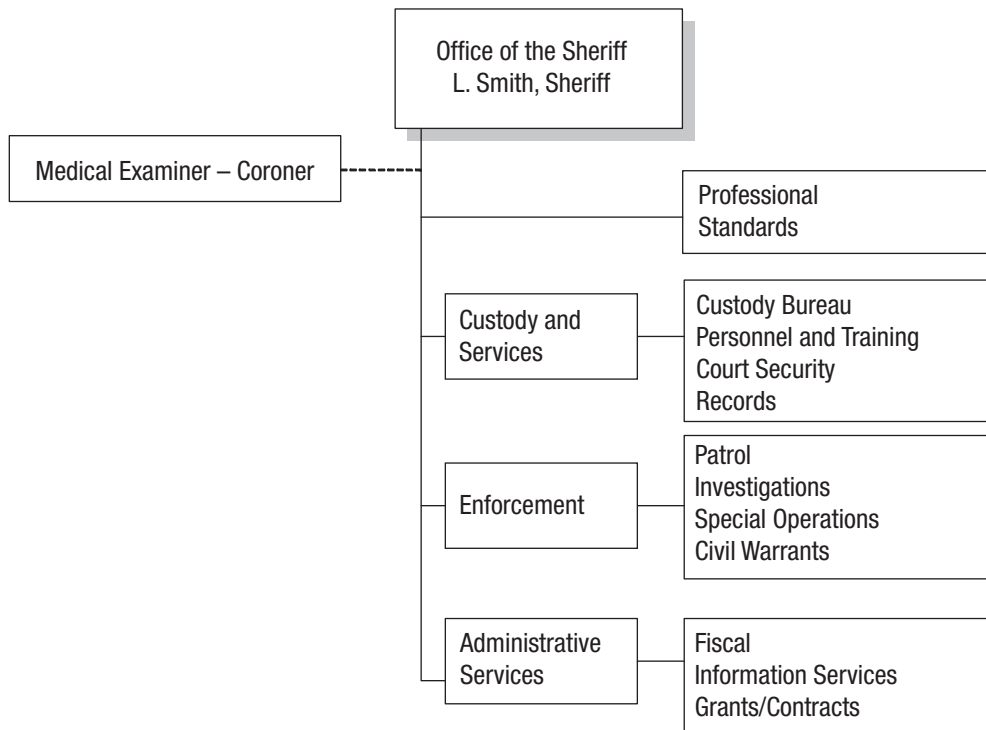 Office of the Sheriff
L. Smith, Sheriff
Medical Examiner – Coroner
Professional
Standards
Custody and
Services
Custody Bureau
Personnel and Training
Court Security
Records
Enforcement
Patrol
Investigations
Special Operations
Civil Warrants
Administrative
Services
Fiscal
Information Services
Grants/Contracts